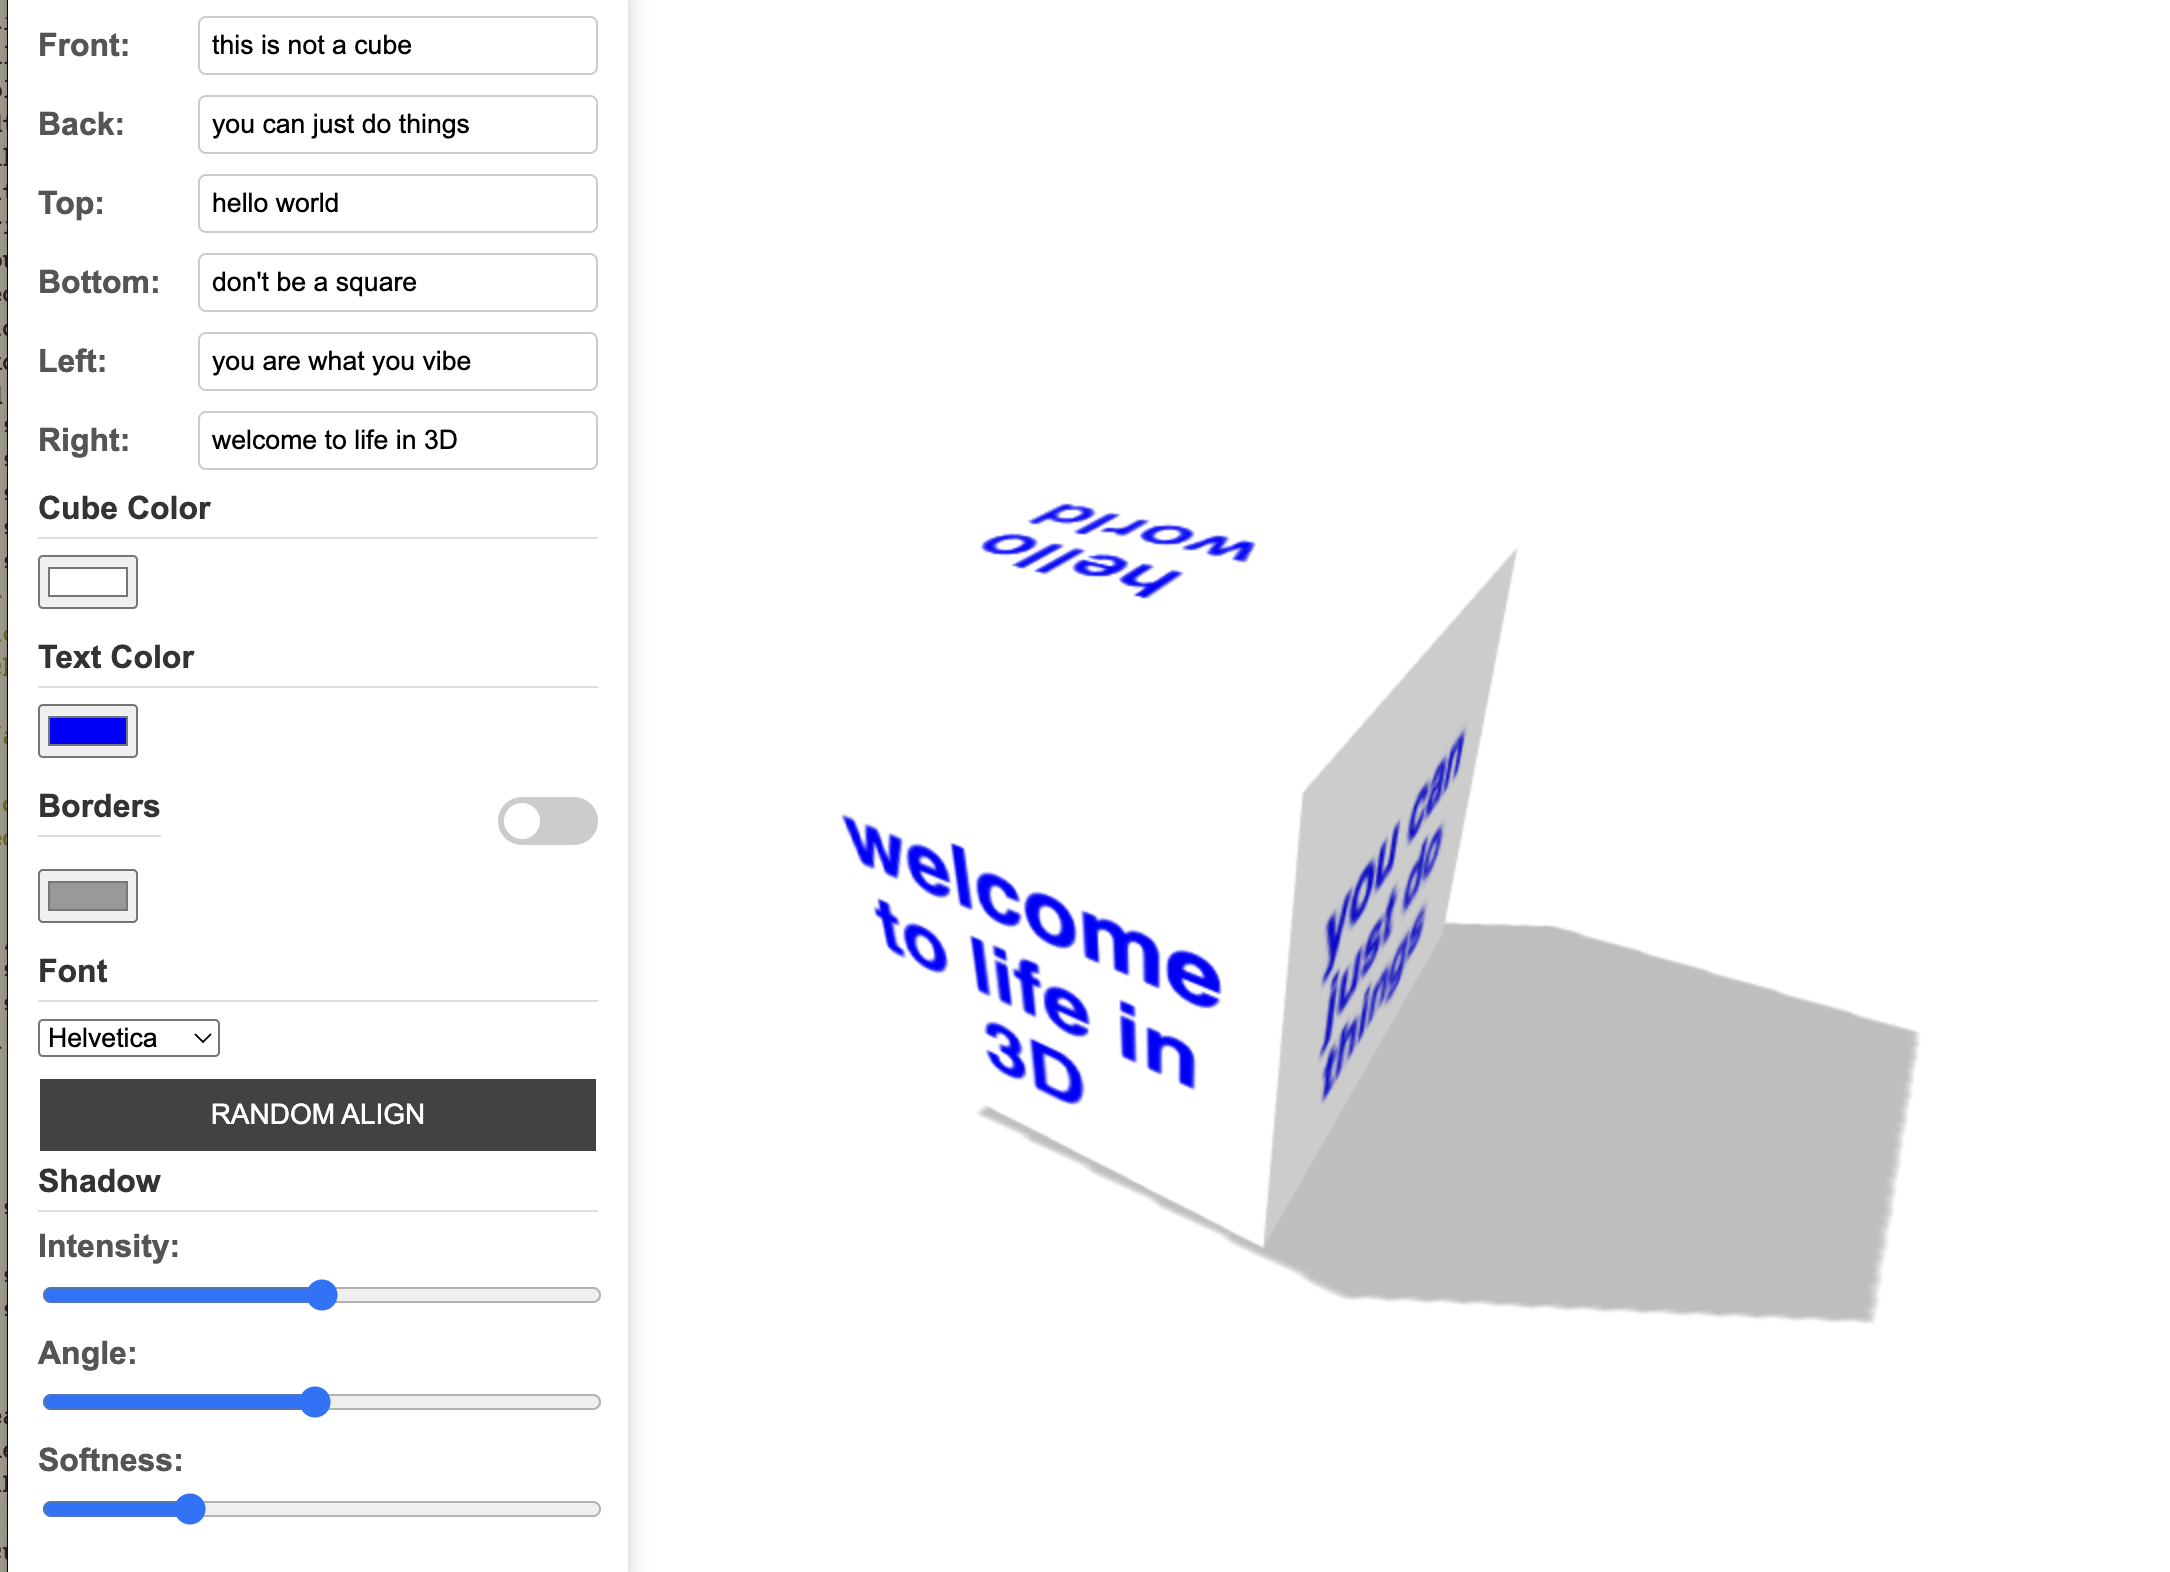 Front: this is not a cube
Back: you can just do things
Top: hello world
Bottom: don't be a square
Left: you are what you vibe
Right: welcome to life in 3D
Cube Color
Text Color
Borders
Font
Helvetica
RANDOM ALIGN
Shadow
Intensity:
Angle:
Softness:
hello
world
welcome
to life in
3D
you can
just do
things